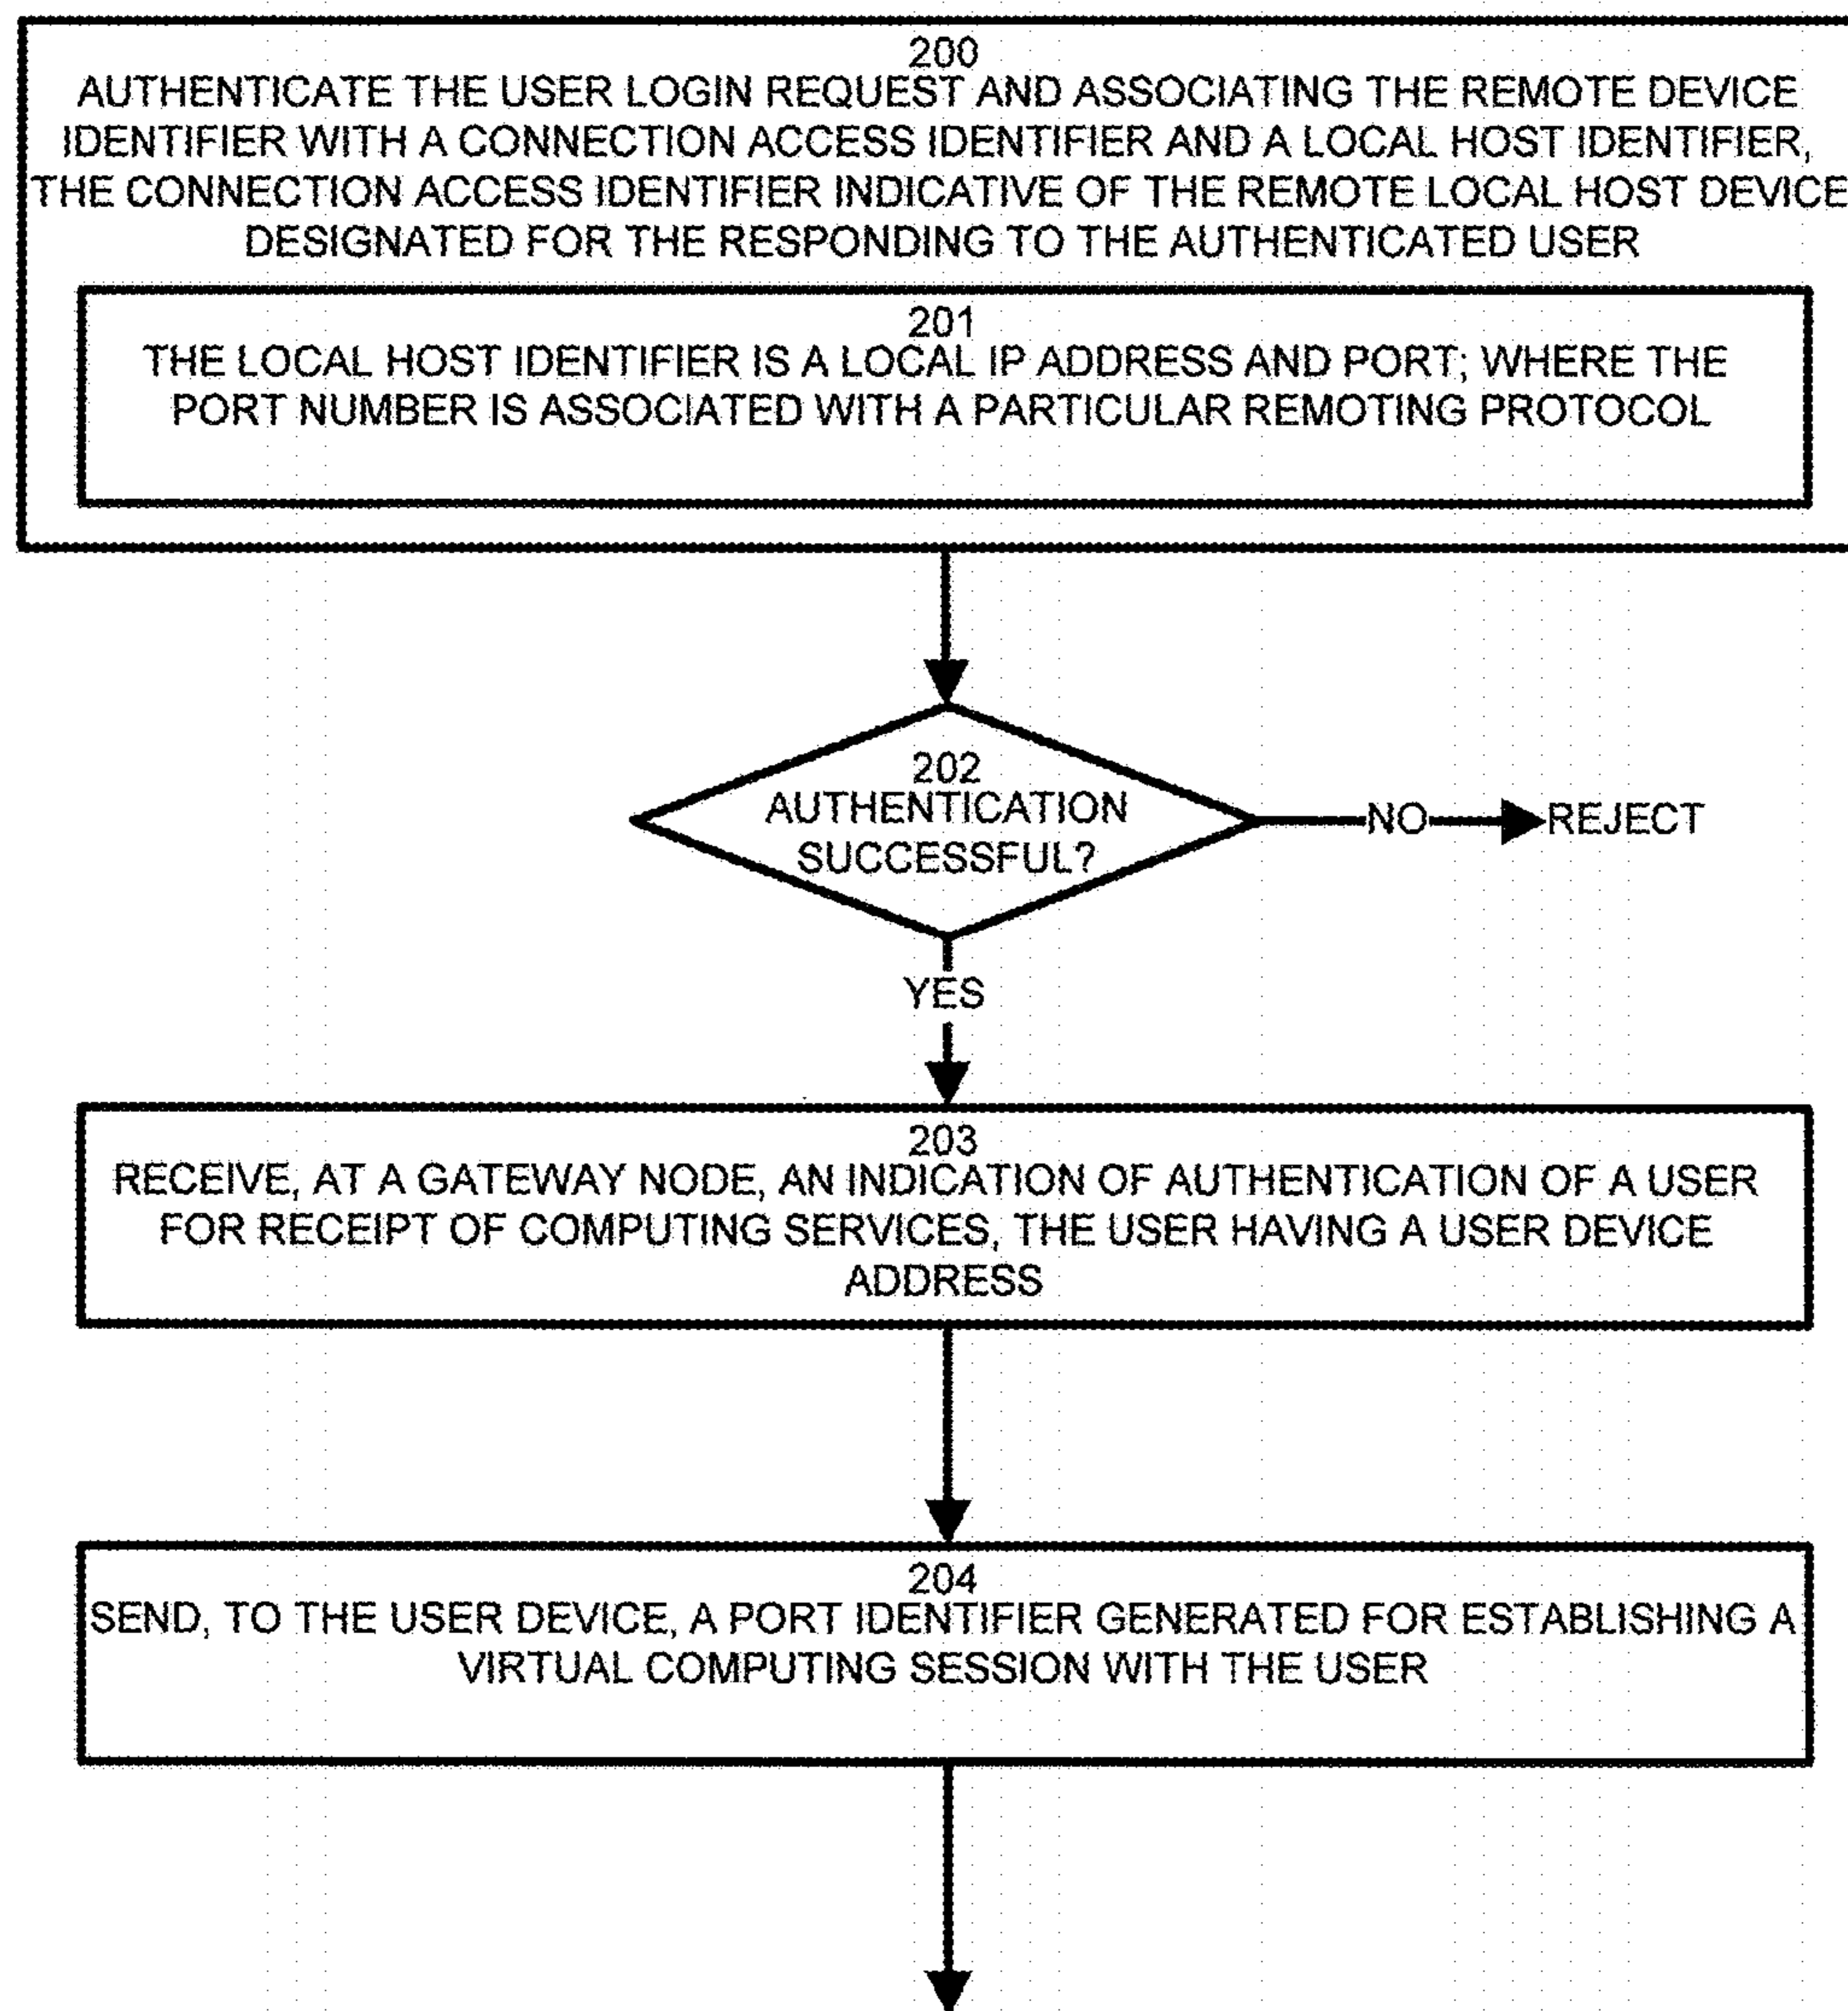 200
AUTHENTICATE THE USER LOGIN REQUEST AND ASSOCIATING THE REMOTE DEVICE
IDENTIFIER WITH A CONNECTION ACCESS IDENTIFIER AND A LOCAL HOST IDENTIFIER,
THE CONNECTION ACCESS IDENTIFIER INDICATIVE OF THE REMOTE LOCAL HOST DEVICE
DESIGNATED FOR THE RESPONDING TO THE AUTHENTICATED USER
201
THE LOCAL HOST IDENTIFIER IS A LOCAL IP ADDRESS AND PORT; WHERE THE
PORT NUMBER IS ASSOCIATED WITH A PARTICULAR REMOTING PROTOCOL
202
AUTHENTICATION
SUCCESSFUL?
NO
REJECT
YES
203
RECEIVE, AT A GATEWAY NODE, AN INDICATION OF AUTHENTICATION OF A USER
FOR RECEIPT OF COMPUTING SERVICES, THE USER HAVING A USER DEVICE
ADDRESS
204
SEND, TO THE USER DEVICE, A PORT IDENTIFIER GENERATED FOR ESTABLISHING A
VIRTUAL COMPUTING SESSION WITH THE USER